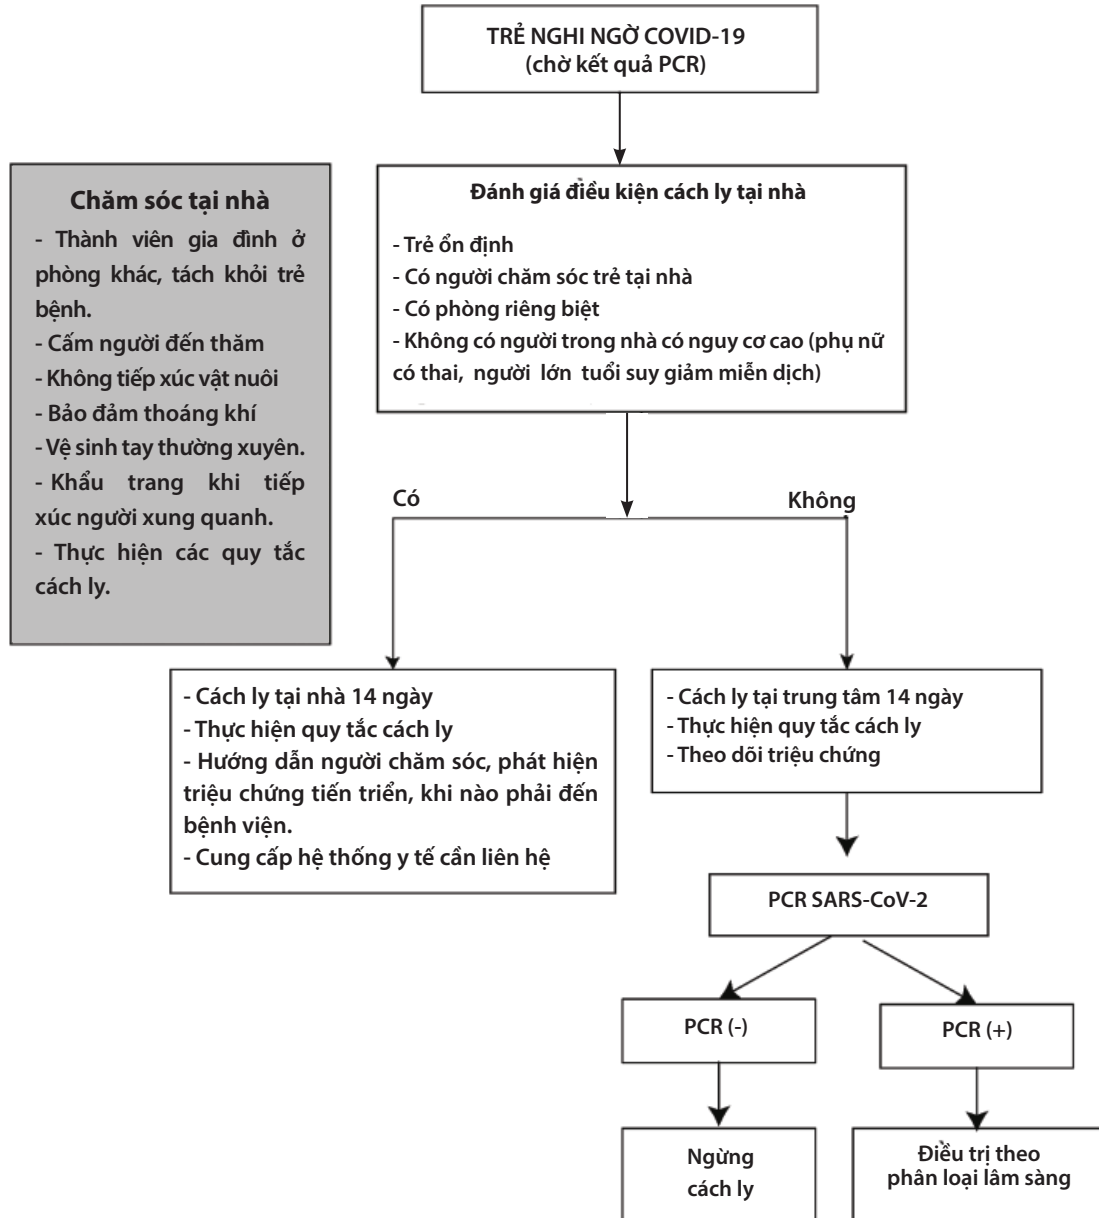 TRẺ NGHI NGỜ COVID-19
(chờ kết quả PCR)
Chăm sóc tại nhà
- Thành viên gia đình ở
phòng khác, tách khỏi trẻ
bệnh.
- Cấm người đến thăm
- Không tiếp xúc vật nuôi
- Bảo đảm thoáng khí
- Vệ sinh tay thường xuyên.
- Khẩu trang khi tiếp
xúc người xung quanh.
- Thực hiện các quy tắc
cách ly.
Đánh giá điều kiện cách ly tại nhà
- Trẻ ổn định
- Có người chăm sóc trẻ tại nhà
- Có phòng riêng biệt
- Không có người trong nhà có nguy cơ cao (phụ nữ
có thai, người lớn tuổi suy giảm miễn dịch)
Có
Không
- Cách ly tại nhà 14 ngày
- Thực hiện quy tắc cách ly
- Hướng dẫn người chăm sóc, phát hiện
triệu chứng tiến triển, khi nào phải đến
bệnh viện.
- Cung cấp hệ thống y tế cần liên hệ
- Cách ly tại trung tâm 14 ngày
- Thực hiện quy tắc cách ly
- Theo dõi triệu chứng
PCR SARS-CoV-2
PCR (-)
PCR (+)
Ngừng
cách ly
Điều trị theo
phân loại lâm sàng